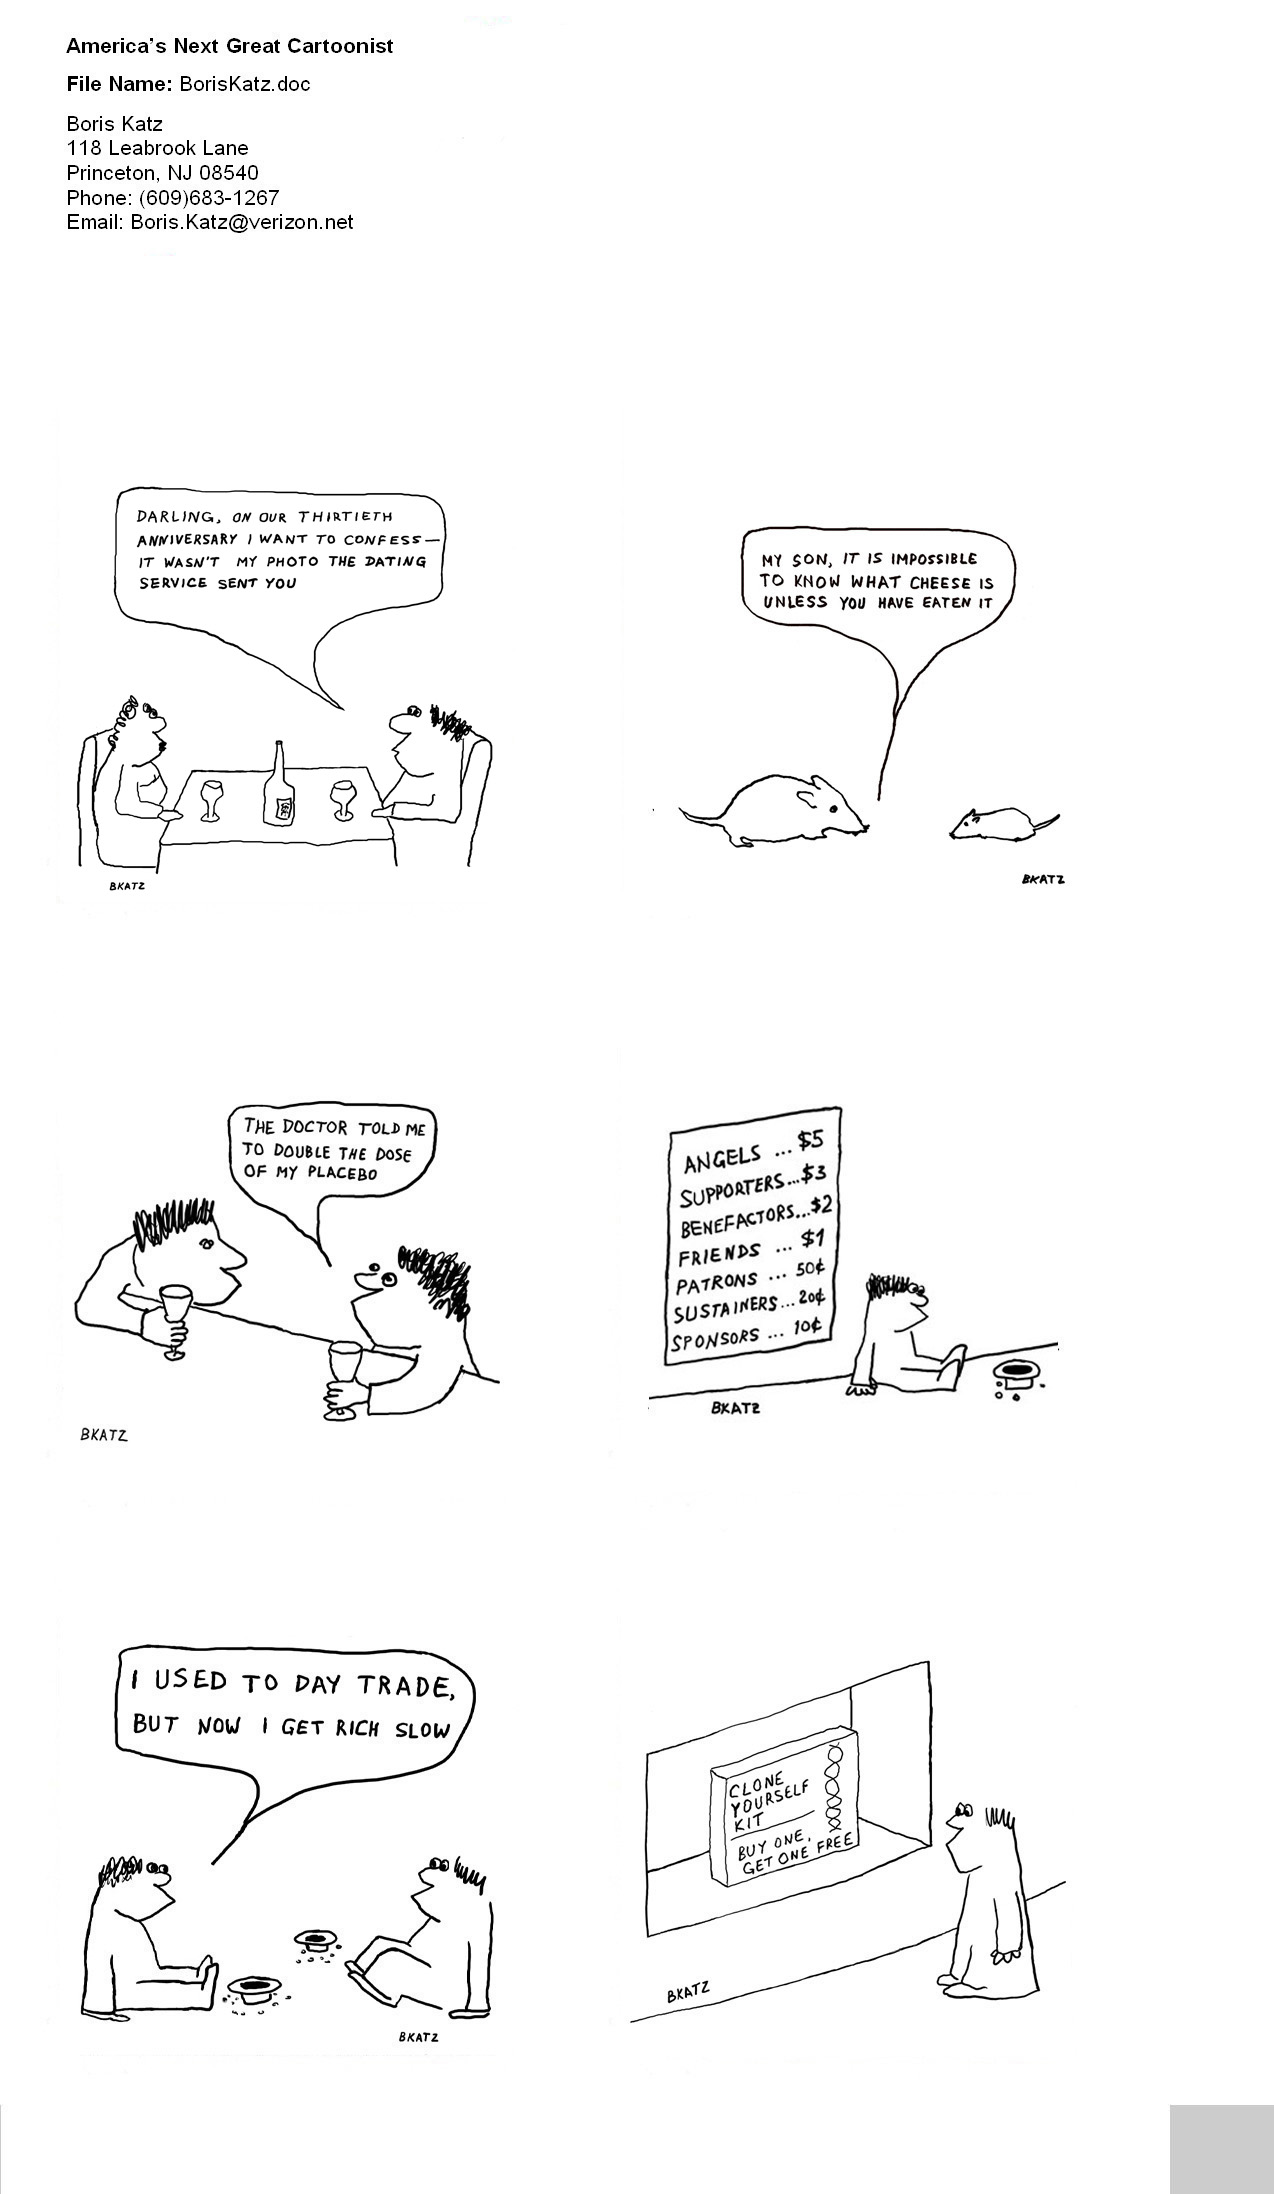 America's Next Great Cartoonist
File Name: BorisKatz.doc
Boris Katz
118 Leabrook Lane
Princeton, NJ 08540
Phone: (609)683-1267
Email: Boris.Katz@verizon.net
DARLING, ON OUR THIRTIETH
ANNIVERSARY I WANT TO CONFESS—
IT WASN'T MY PHOTO THE DATING
SERVICE SENT YOU
BKATZ
MY SON, IT IS IMPOSSIBLE
TO KNOW WHAT CHEESE IS
UNLESS YOU HAVE EATEN IT
BKATZ
THE DOCTOR TOLD ME
TO DOUBLE THE DOSE
OF MY PLACEBO
BKATZ
ANGELS ... $5
SUPPORTERS...$3
BENEFACTORS...$2
FRIENDS ... $1
PATRONS ... 50¢
SUSTAINERS...20¢
SPONSORS ... 10¢
BKATZ
I USED TO DAY TRADE,
BUT NOW I GET RICH SLOW
BKATZ
CLONE
YOURSELF
KIT
BUY ONE,
GET ONE FREE
BKATZ